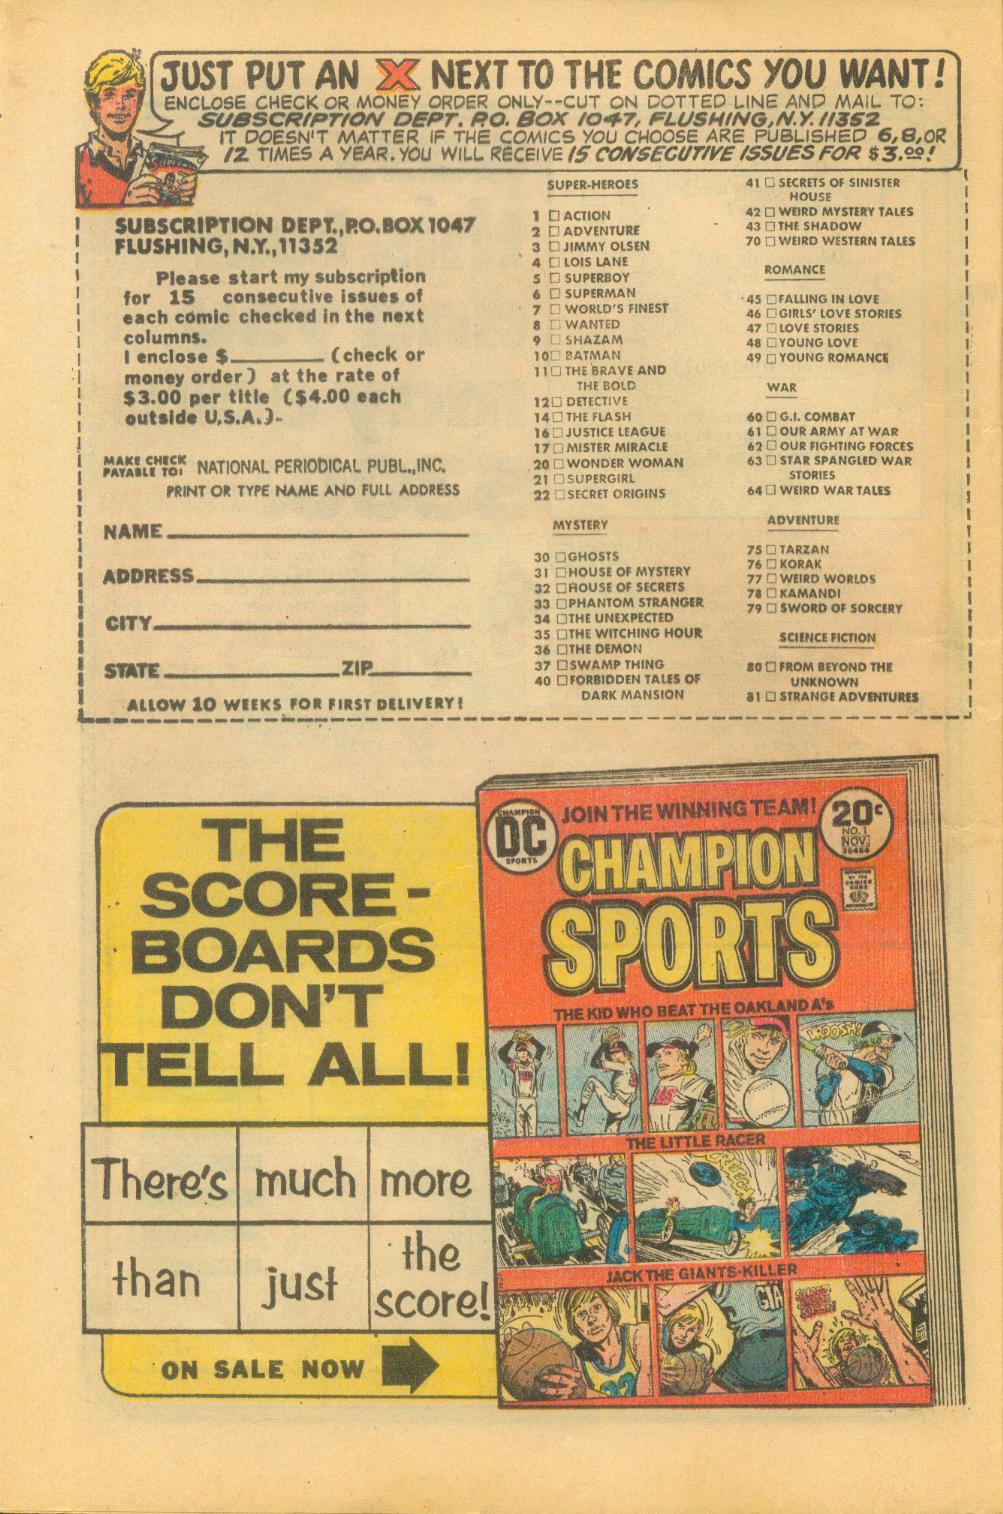 JUST PUT AN X NEXT TO THE COMICS YOU WANT!
ENCLOSE CHECK OR MONEY ORDER ONLY--CUT ON DOTTED LINE AND MAIL TO:
SUBSCRIPTION DEPT. P.O. BOX 1047, FLUSHING, N.Y. 11352
IT DOESN'T MATTER IF THE COMICS YOU CHOOSE ARE PUBLISHED 6, 8, OR
12 TIMES A YEAR. YOU WILL RECEIVE 15 CONSECUTIVE ISSUES FOR $3.00!
SUBSCRIPTION DEPT., P.O. BOX 1047
FLUSHING, N.Y., 11352
Please start my subscription
for 15 consecutive issues of
each comic checked in the next
columns.
I enclose $________ (check or
money order) at the rate of
$3.00 per title ($4.00 each
outside U.S.A.).
MAKE CHECK
PAYABLE TO: NATIONAL PERIODICAL PUBL., INC.
PRINT OR TYPE NAME AND FULL ADDRESS
NAME
ADDRESS
CITY
STATE ZIP
ALLOW 10 WEEKS FOR FIRST DELIVERY!
SUPER-HEROES
1 □ ACTION
2 □ ADVENTURE
3 □ JIMMY OLSEN
4 □ LOIS LANE
5 □ SUPERBOY
6 □ SUPERMAN
7 □ WORLD'S FINEST
8 □ WANTED
9 □ SHAZAM
10 □ BATMAN
11 □ THE BRAVE AND
THE BOLD
12 □ DETECTIVE
14 □ THE FLASH
16 □ JUSTICE LEAGUE
17 □ MISTER MIRACLE
20 □ WONDER WOMAN
21 □ SUPERGIRL
22 □ SECRET ORIGINS
MYSTERY
30 □ GHOSTS
31 □ HOUSE OF MYSTERY
32 □ HOUSE OF SECRETS
33 □ PHANTOM STRANGER
34 □ THE UNEXPECTED
35 □ THE WITCHING HOUR
36 □ THE DEMON
37 □ SWAMP THING
40 □ FORBIDDEN TALES OF
DARK MANSION
41 □ SECRETS OF SINISTER
HOUSE
42 □ WEIRD MYSTERY TALES
43 □ THE SHADOW
70 □ WEIRD WESTERN TALES
ROMANCE
45 □ FALLING IN LOVE
46 □ GIRLS' LOVE STORIES
47 □ LOVE STORIES
48 □ YOUNG LOVE
49 □ YOUNG ROMANCE
WAR
60 □ G.I. COMBAT
61 □ OUR ARMY AT WAR
62 □ OUR FIGHTING FORCES
63 □ STAR SPANGLED WAR
STORIES
64 □ WEIRD WAR TALES
ADVENTURE
75 □ TARZAN
76 □ KORAK
77 □ WEIRD WORLDS
78 □ KAMANDI
79 □ SWORD OF SORCERY
SCIENCE FICTION
80 □ FROM BEYOND THE
UNKNOWN
81 □ STRANGE ADVENTURES
THE
SCORE-
BOARDS
DON'T
TELL ALL!
There's much more
than just the score!
ON SALE NOW
CHAMPION
DC
SPORTS
JOIN THE WINNING TEAM!
20¢
NO. 1
NOV.
30454
CHAMPION
SPORTS
APPROVED
BY THE
COMICS
CODE
AUTHORITY
THE KID WHO BEAT THE OAKLAND A's
VROOSH!
THE LITTLE RACER
JACK THE GIANTS-KILLER
GIA